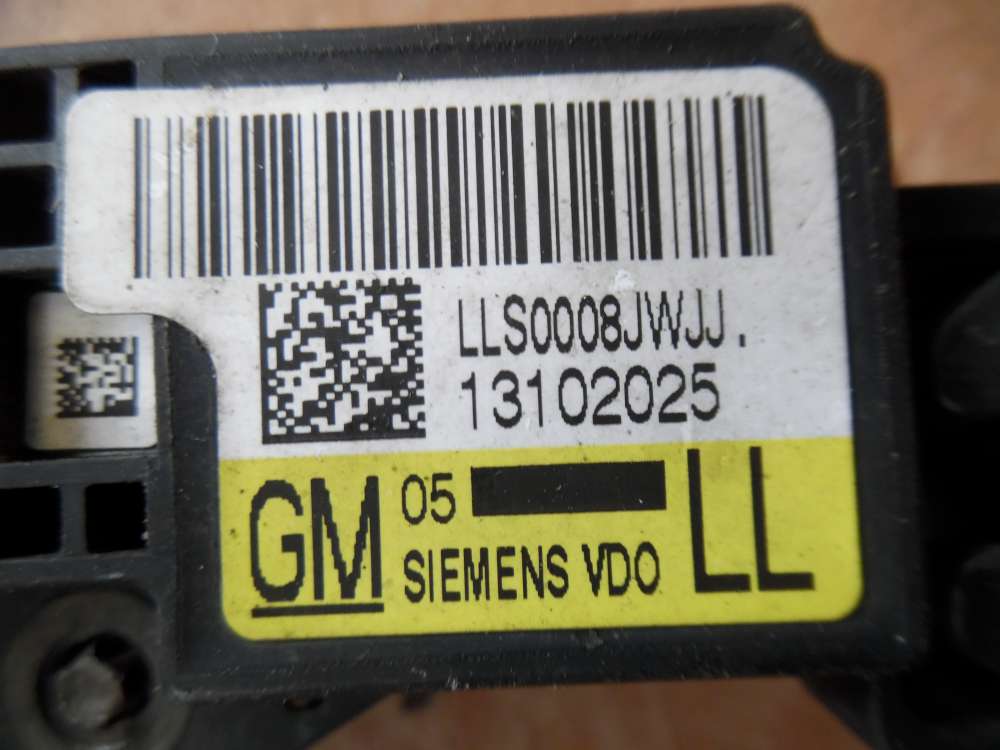 LLS0008JWJJ.
13102025
GM 05 LL
SIEMENS VDO